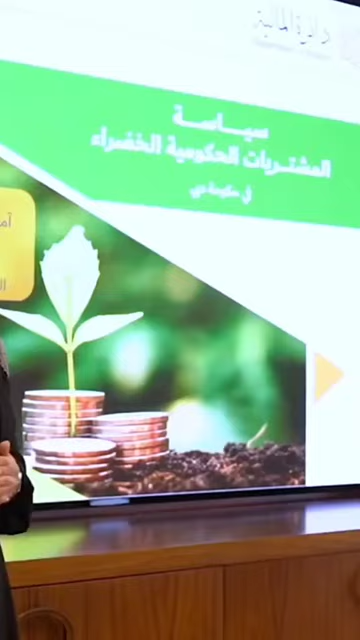 دائرة المالية
سياسة
المشتريات الحكومية الخضراء
في حكومة دبي